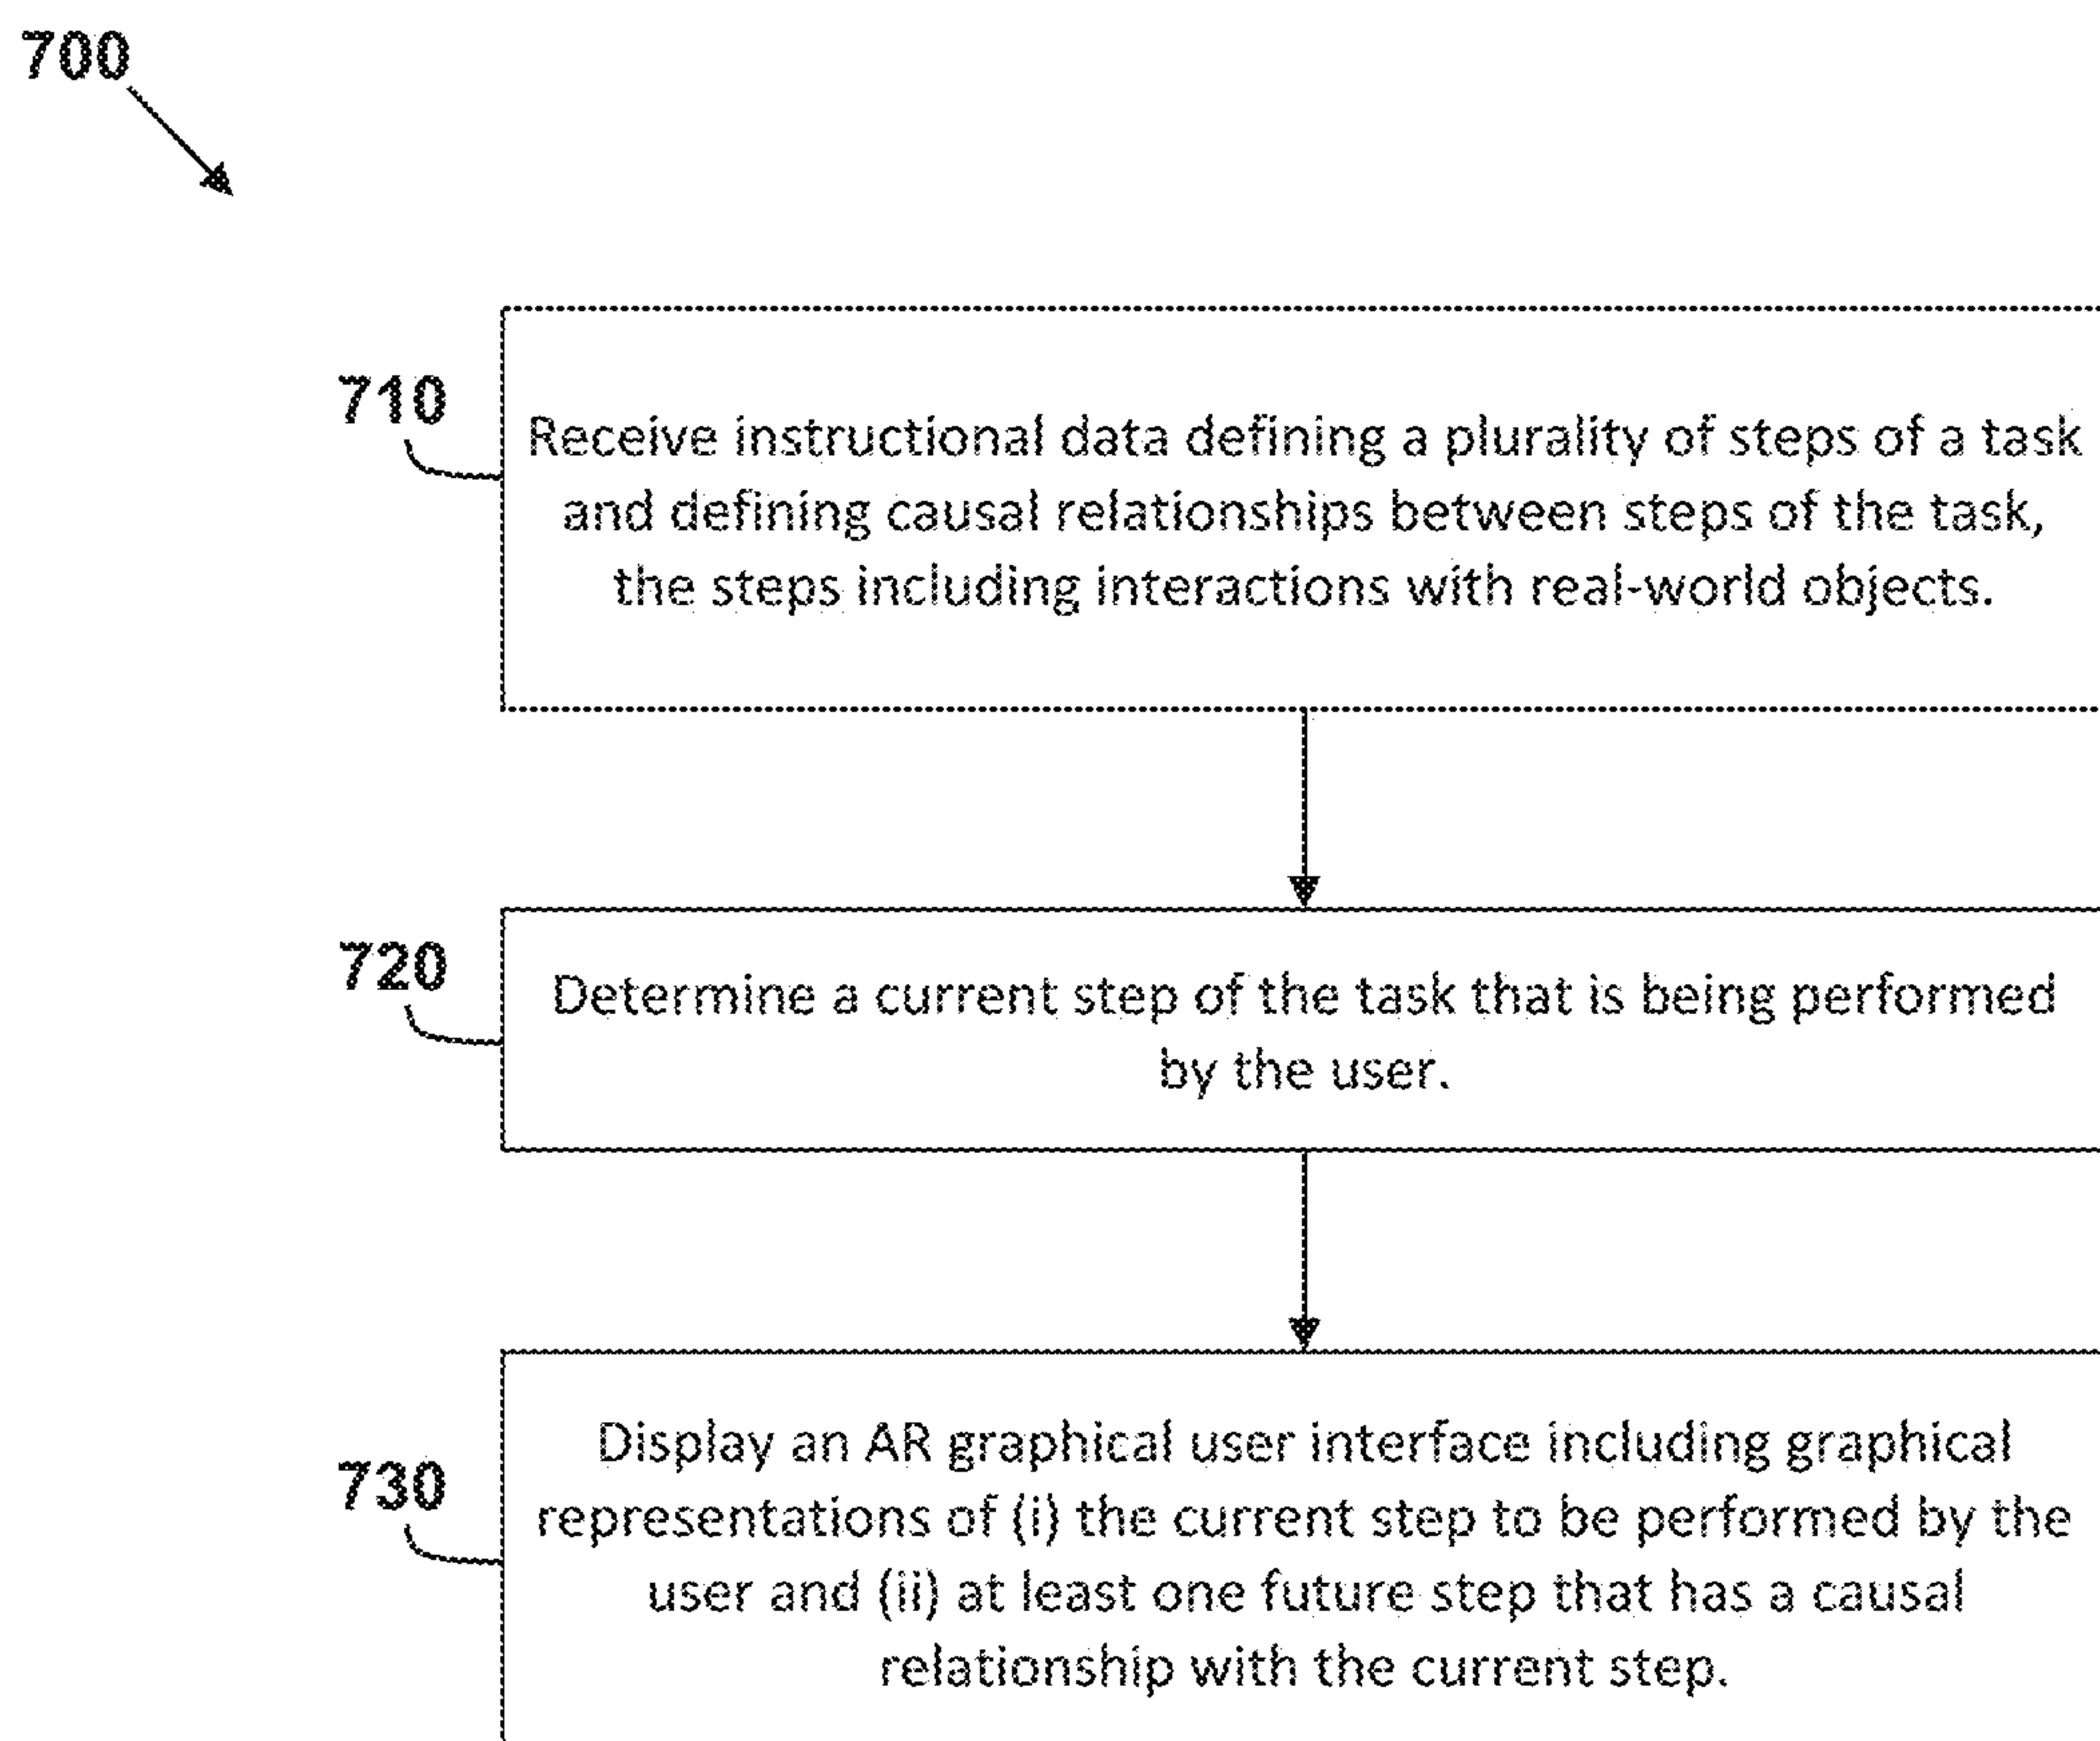 700
710
Receive instructional data defining a plurality of steps of a task
and defining causal relationships between steps of the task,
the steps including interactions with real-world objects.
720
Determine a current step of the task that is being performed
by the user.
730
Display an AR graphical user interface including graphical
representations of (i) the current step to be performed by the
user and (ii) at least one future step that has a causal
relationship with the current step.